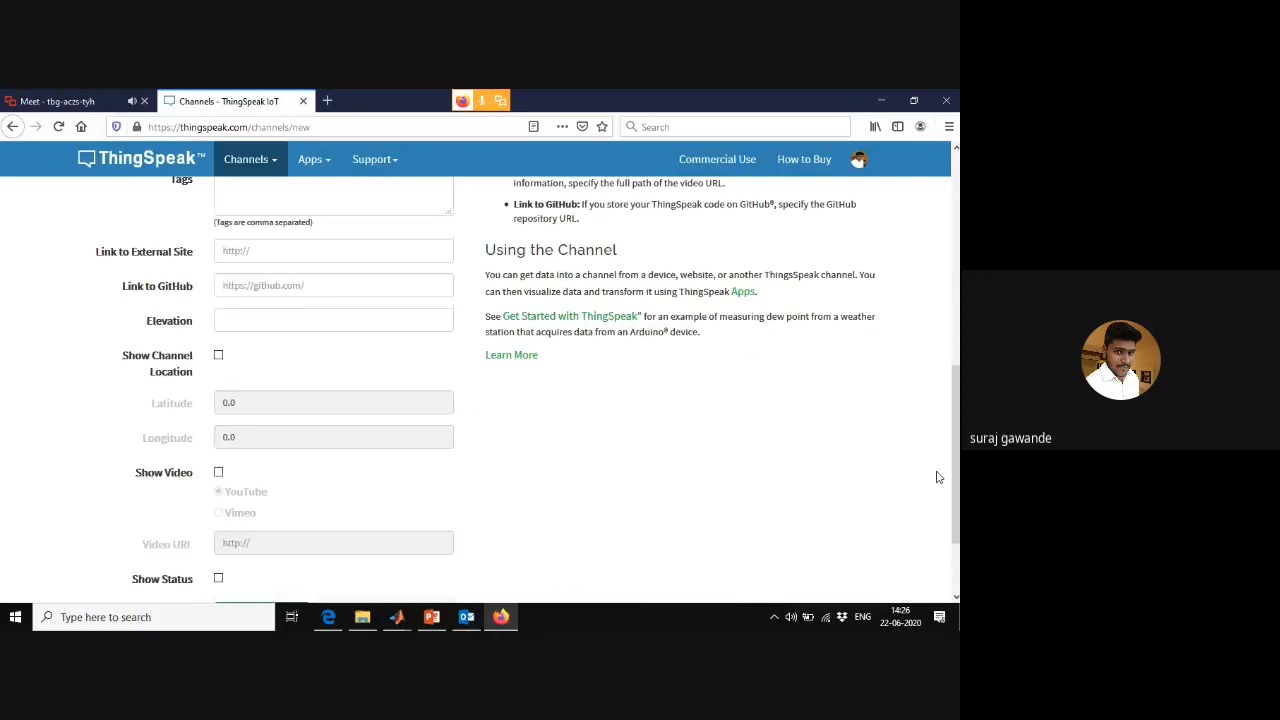 Meet - tbg-aczs-tyh
Channels - ThingSpeak IoT
https://thingspeak.com/channels/new
Search
ThingSpeak™
Channels
Apps
Support
Commercial Use
How to Buy
Tags
(Tags are comma separated)
Link to External Site
http://
Link to GitHub
https://github.com/
Elevation
Show Channel
Location
Latitude
0.0
Longitude
0.0
Show Video
YouTube
Vimeo
Video URL
http://
Show Status
information, specify the full path of the video URL.
Link to GitHub: If you store your ThingSpeak code on GitHub®, specify the GitHub
repository URL.
Using the Channel
You can get data into a channel from a device, website, or another ThingsSpeak channel. You
can then visualize data and transform it using ThingSpeak Apps.
See Get Started with ThingSpeak" for an example of measuring dew point from a weather
station that acquires data from an Arduino® device.
Learn More
suraj gawande
Type here to search
ENG
14:26
22-06-2020